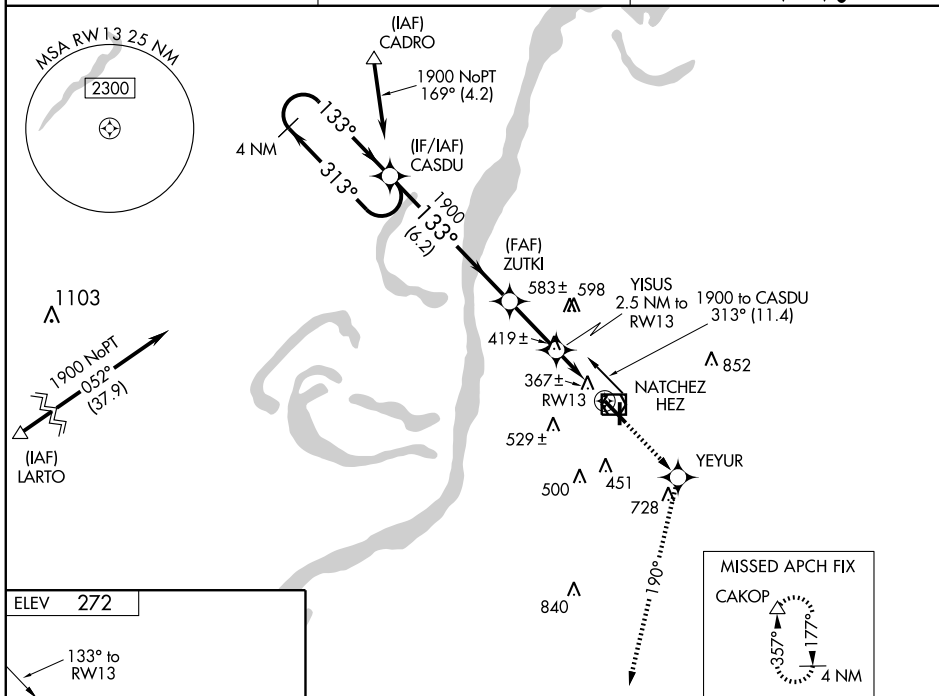 MSA RW13 25 NM
2300
(IAF)
CADRO
1900 NoPT
169° (4.2)
4 NM
133°
313°
(IF/IAF)
CASDU
1900
133°
(6.2)
(FAF)
ZUTKI
583± 598
YISUS
2.5 NM to
RW13
1900 to CASDU
313° (11.4)
419±
852
367±
RW13
NATCHEZ
HEZ
1103
1900 NoPT
052°
(37.9)
(IAF)
LARTO
529±
500
451
YEYUR
728
190°
840
ELEV 272
133° to
RW13
MISSED APCH FIX
CAKOP
357°
177°
4 NM